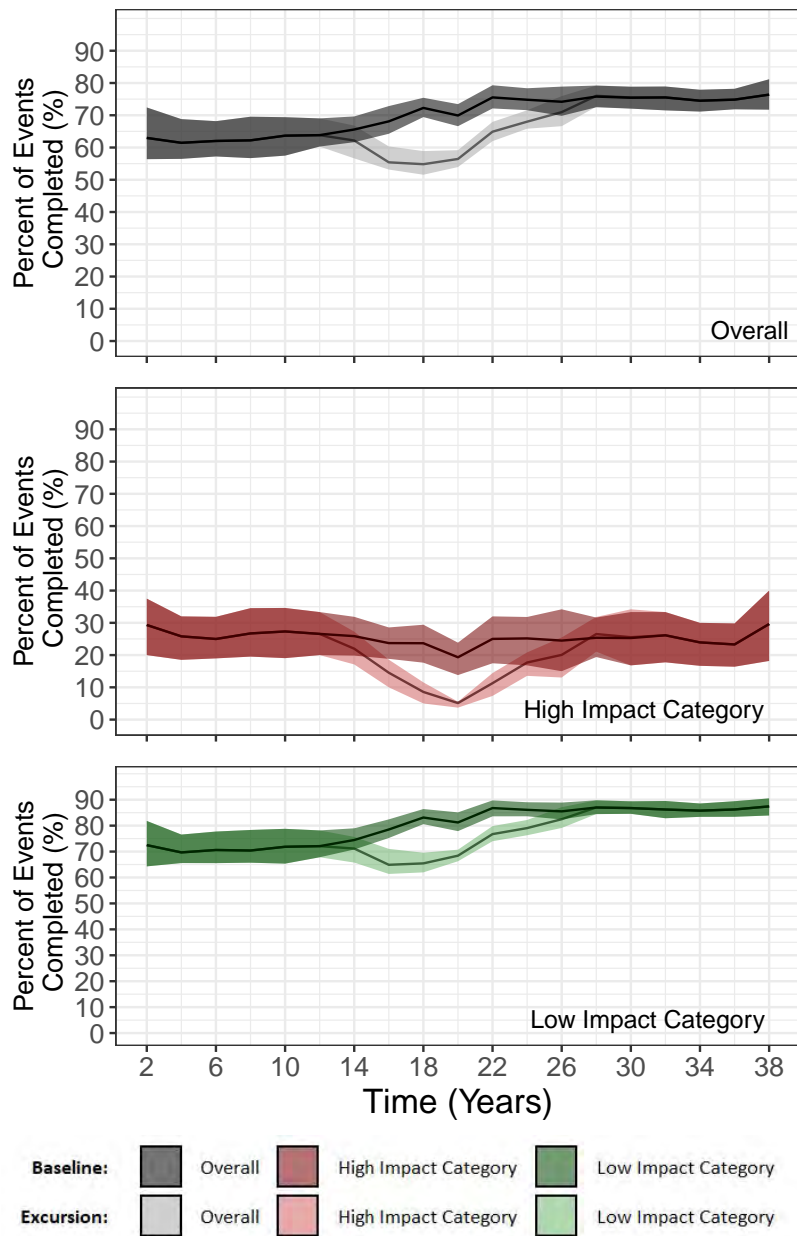 Percent of Events
Completed (%)
90
80
70
60
50
40
30
20
10
0
Overall
Percent of Events
Completed (%)
90
80
70
60
50
40
30
20
10
0
High Impact Category
Percent of Events
Completed (%)
90
80
70
60
50
40
30
20
10
0
Low Impact Category
2 6 10 14 18 22 26 30 34 38
Time (Years)
Baseline: Overall High Impact Category Low Impact Category
Excursion: Overall High Impact Category Low Impact Category